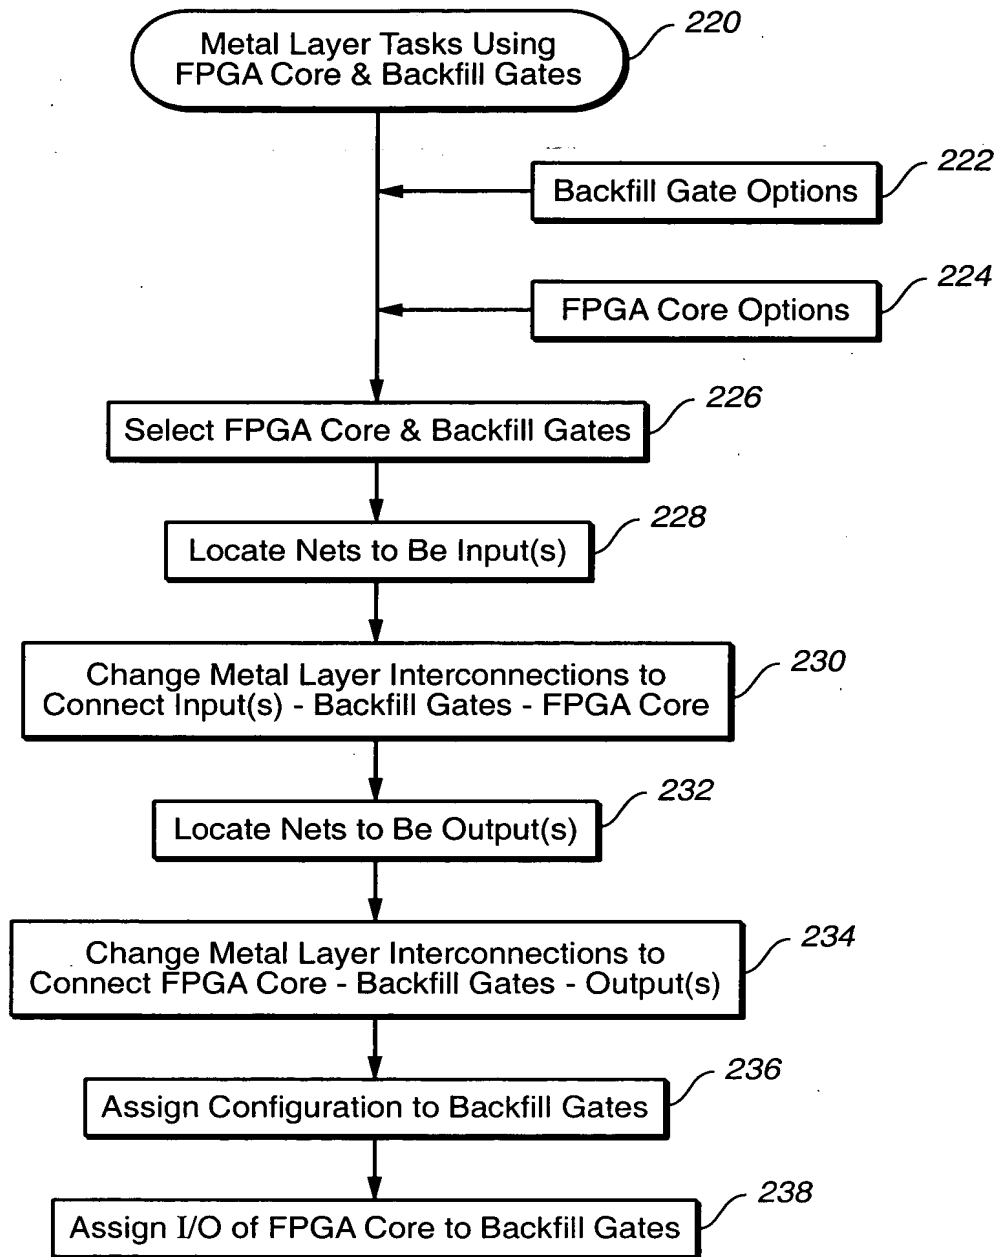 220
Metal Layer Tasks Using
FPGA Core & Backfill Gates
222
Backfill Gate Options
224
FPGA Core Options
226
Select FPGA Core & Backfill Gates
228
Locate Nets to Be Input(s)
230
Change Metal Layer Interconnections to
Connect Input(s) - Backfill Gates - FPGA Core
232
Locate Nets to Be Output(s)
234
Change Metal Layer Interconnections to
Connect FPGA Core - Backfill Gates - Output(s)
236
Assign Configuration to Backfill Gates
238
Assign I/O of FPGA Core to Backfill Gates